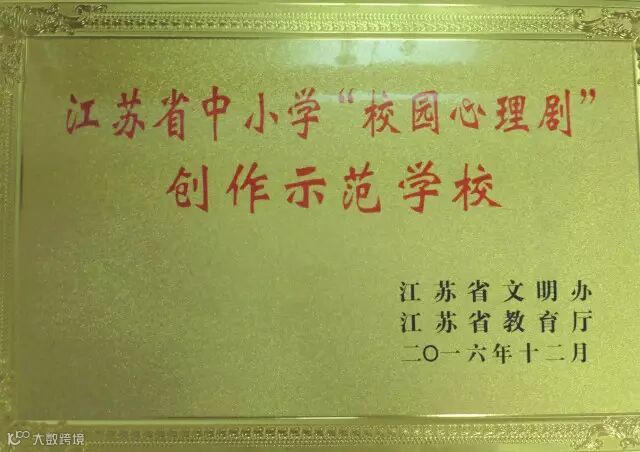 江苏省中小学“校园心理剧”
创作示范学校
江苏省文明办
江苏省教育厅
二〇一六年十二月
大数跨境